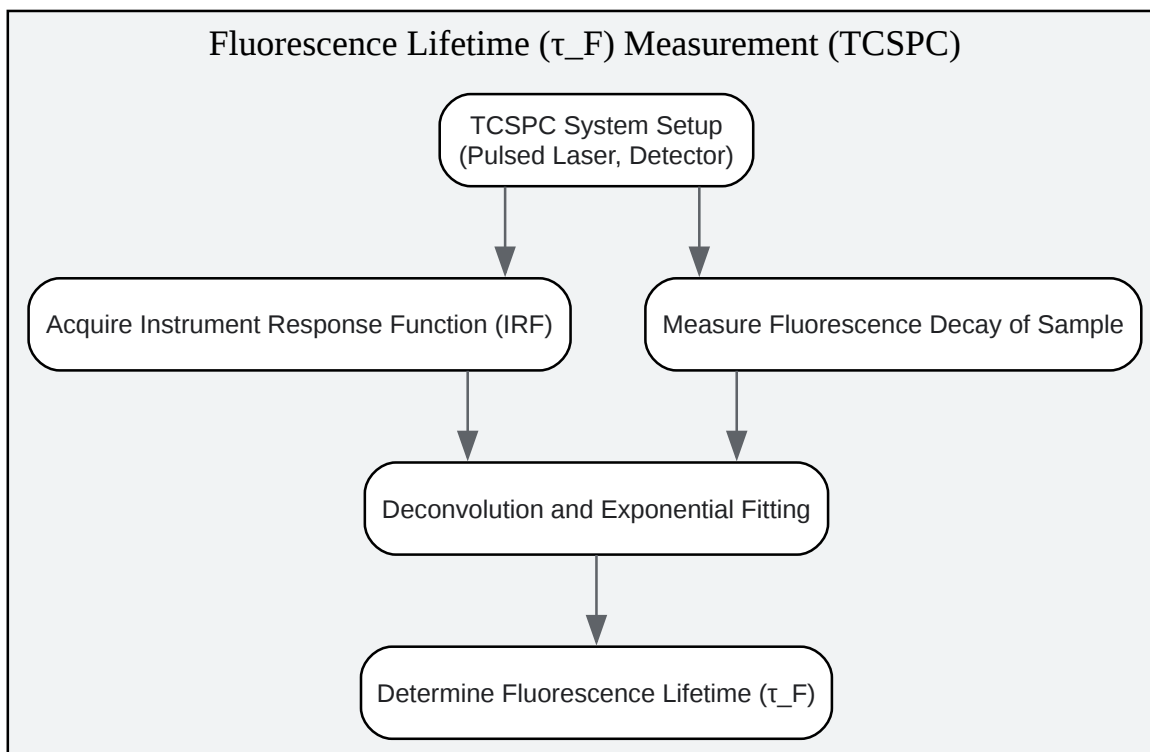 Fluorescence Lifetime (τ_F) Measurement (TCSPC)
TCSPC System Setup
(Pulsed Laser, Detector)
Acquire Instrument Response Function (IRF)
Measure Fluorescence Decay of Sample
Deconvolution and Exponential Fitting
Determine Fluorescence Lifetime (τ_F)